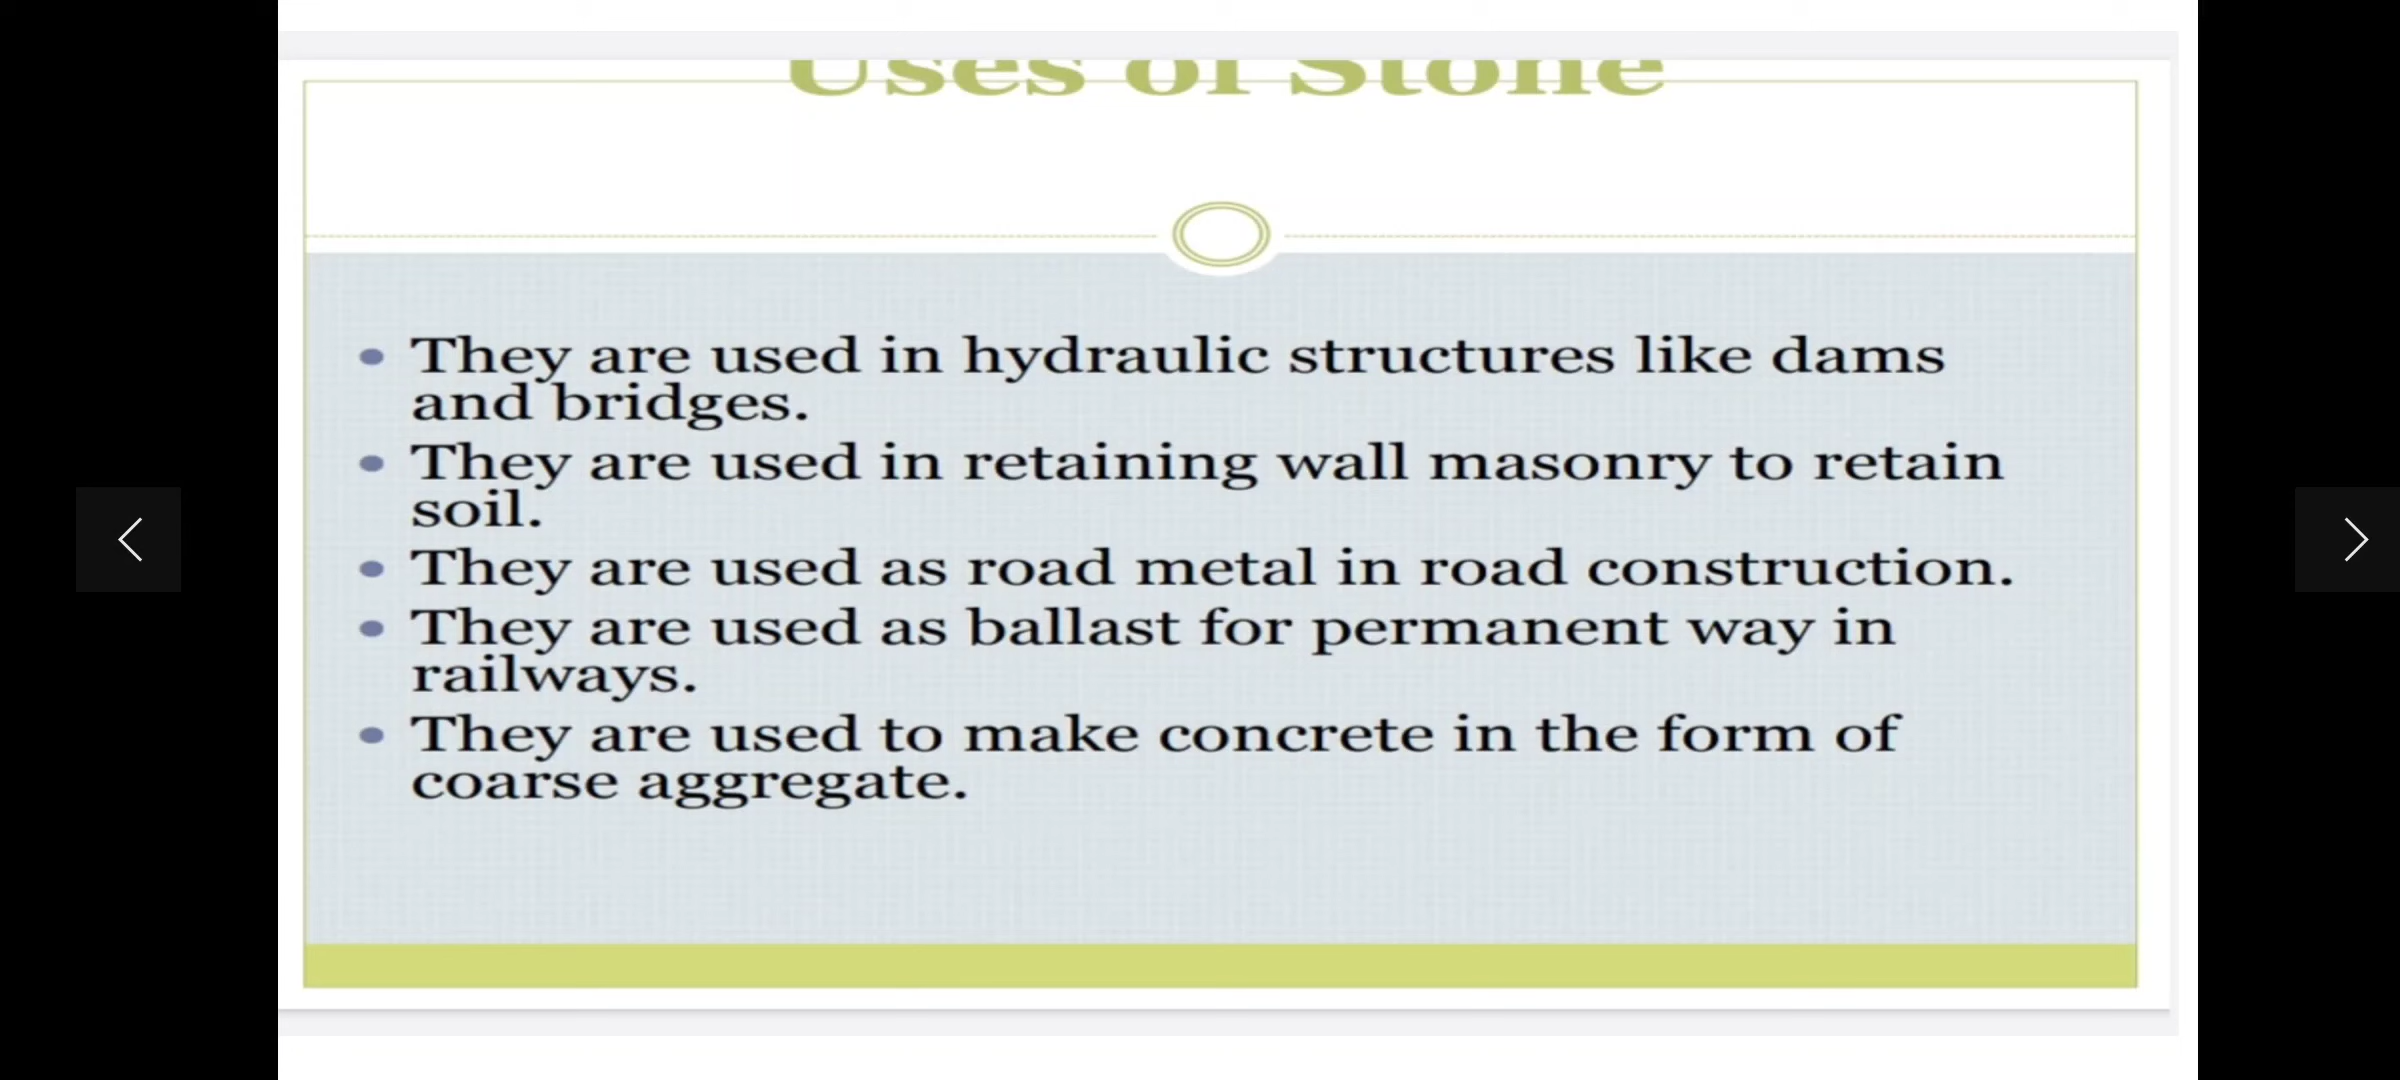 Uses of Stone
They are used in hydraulic structures like dams
and bridges.
They are used in retaining wall masonry to retain
soil.
They are used as road metal in road construction.
They are used as ballast for permanent way in
railways.
They are used to make concrete in the form of
coarse aggregate.